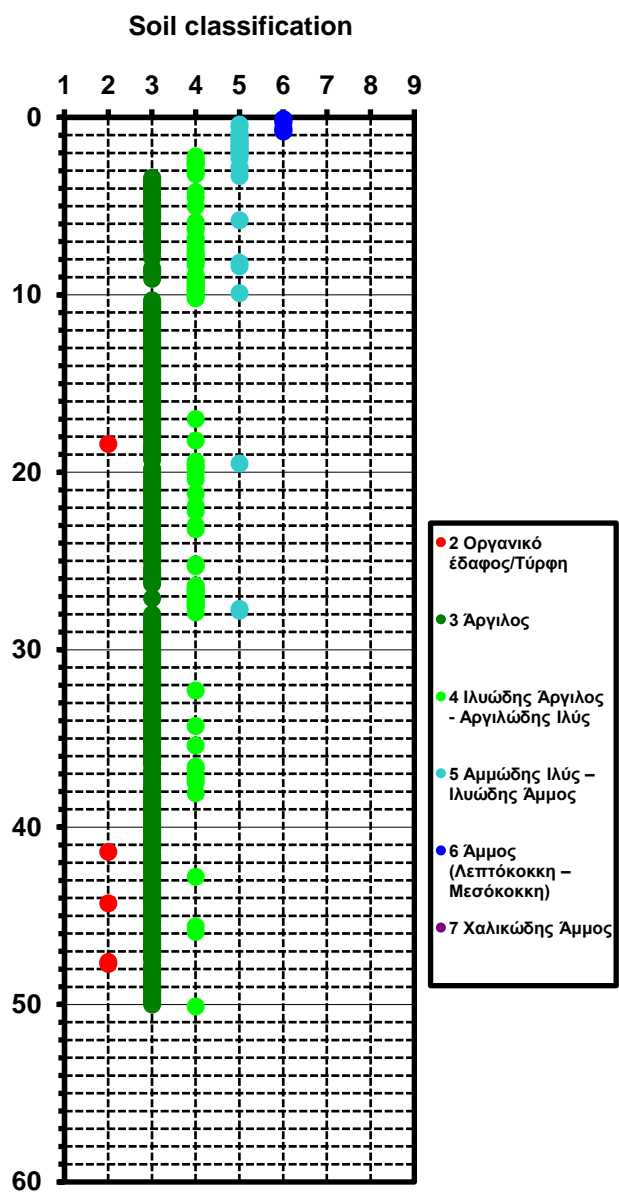 Soil classification
1 2 3 4 5 6 7 8 9
0
10
20
30
40
50
60
2 Οργανικό
έδαφος/Τύρφη
3 Άργιλος
4 Ιλυώδης Άργιλος
- Αργιλώδης Ιλύς
5 Αμμώδης Ιλύς –
Ιλυώδης Άμμος
6 Άμμος
(Λεπτόκοκκη –
Μεσόκοκκη)
7 Χαλικώδης Άμμος